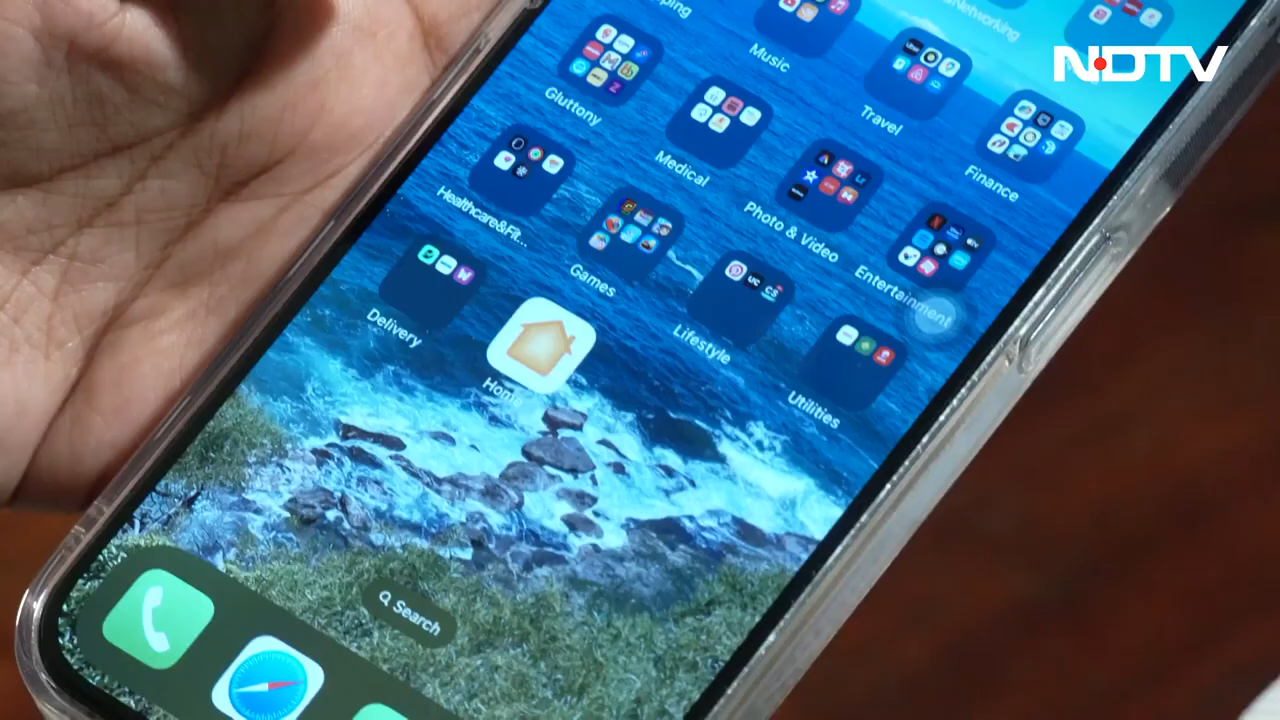 NDTV
Music
Gluttony
Travel
Finance
Medical
Healthcare&Fit...
Photo & Video
Entertainment
Games
Delivery
Lifestyle
Home
Utilities
Search